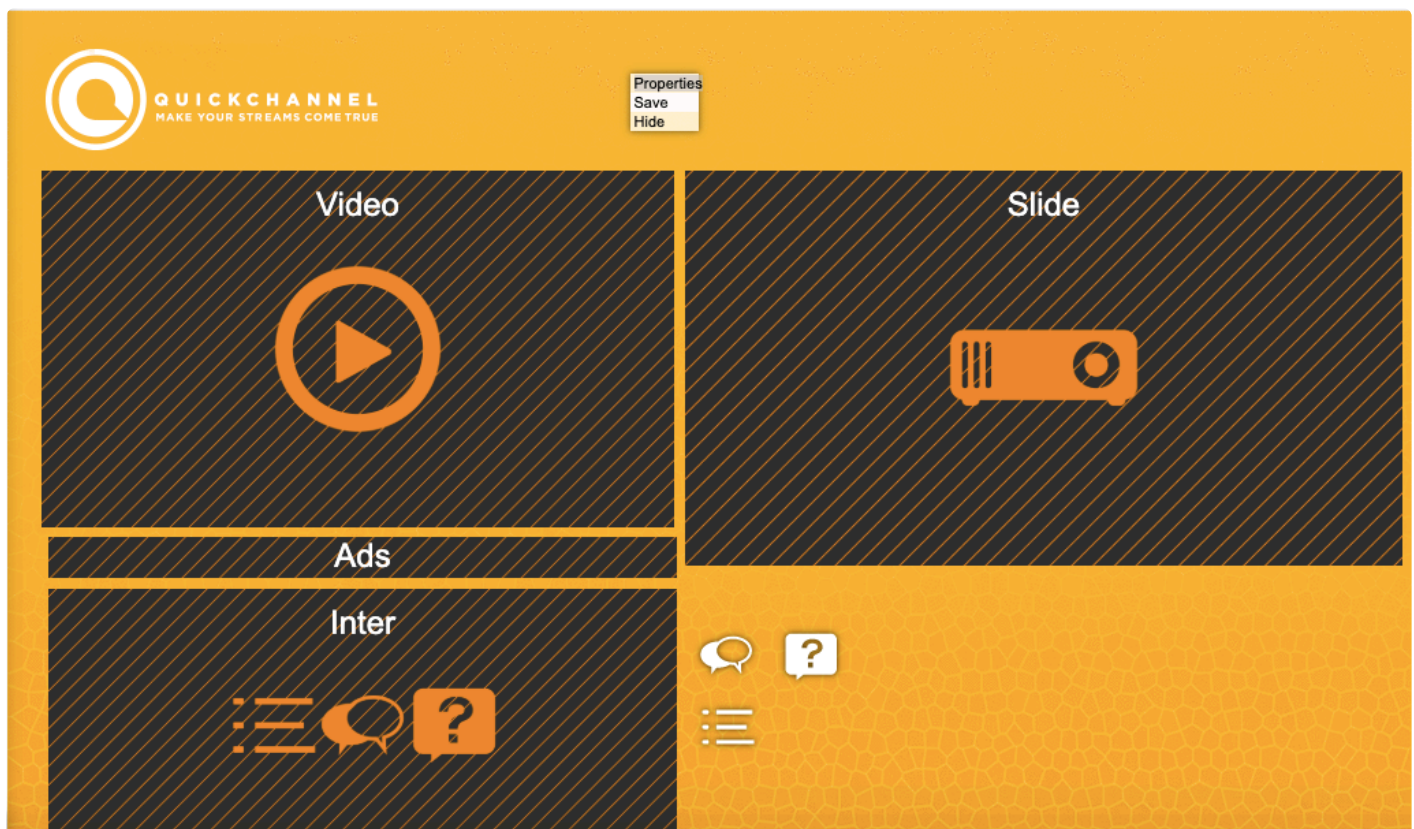 QUICKCHANNEL
MAKE YOUR STREAMS COME TRUE
Properties
Save
Hide
Video
Slide
Ads
Inter
?
?